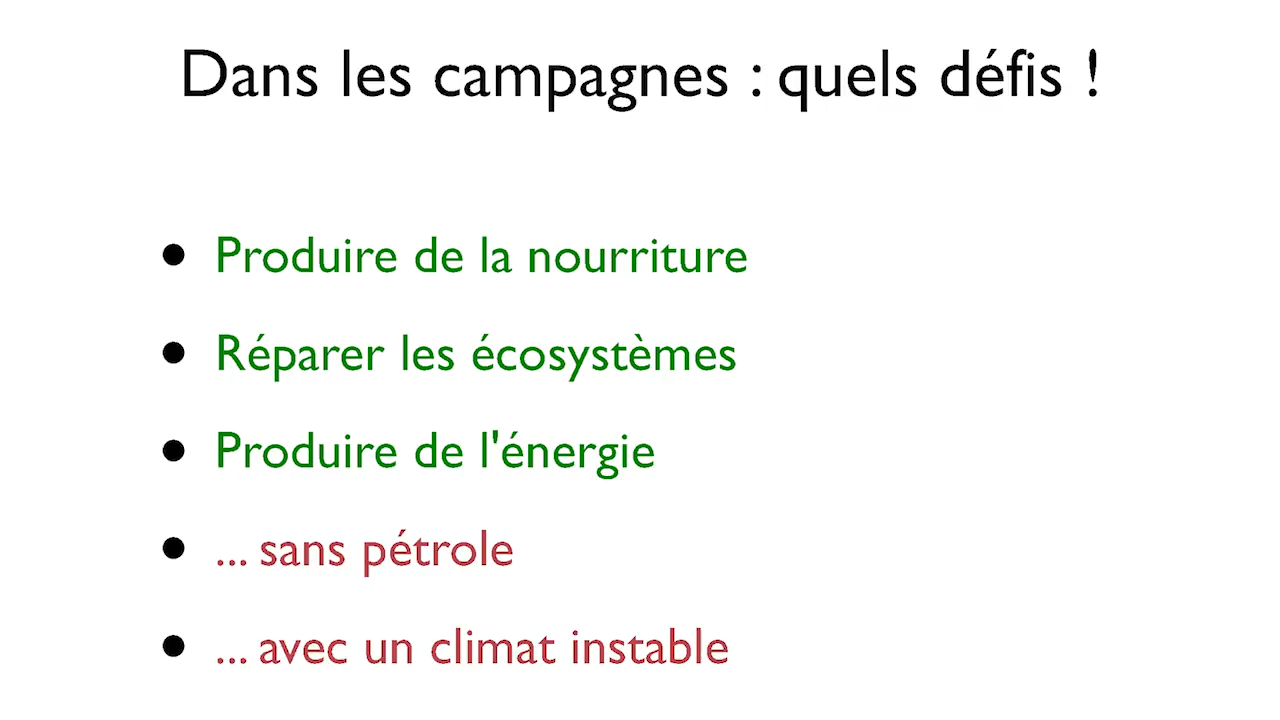 Dans les campagnes : quels défis !
• Produire de la nourriture
• Réparer les écosystèmes
• Produire de l'énergie
• ... sans pétrole
• ... avec un climat instable